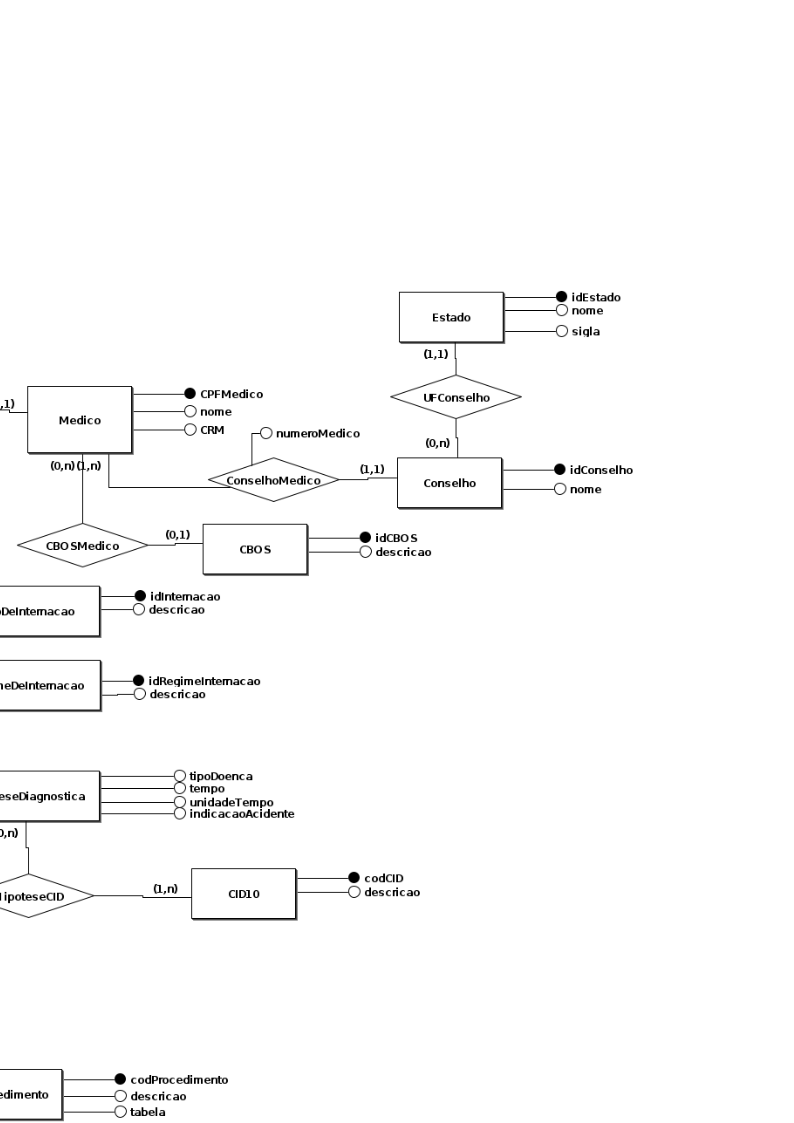 idEstado
nome
sigla
Estado
(1,1)
UFConselho
(0,n)
,1)
Medico
CPFMedico
nome
CRM
(0,n)
(1,n)
numeroMedico
ConselhoMedico
(1,1)
Conselho
idConselho
nome
CBOSMedico
(0,1)
CBOS
idCBOS
descricao
oDeInternacao
idInternacao
descricao
meDeInternacao
idRegimeInternacao
descricao
eseDiagnostica
tipoDoenca
tempo
unidadeTempo
indicacaoAcidente
0,n)
HipoteseCID
(1,n)
CID10
codCID
descricao
edimento
codProcedimento
descricao
tabela